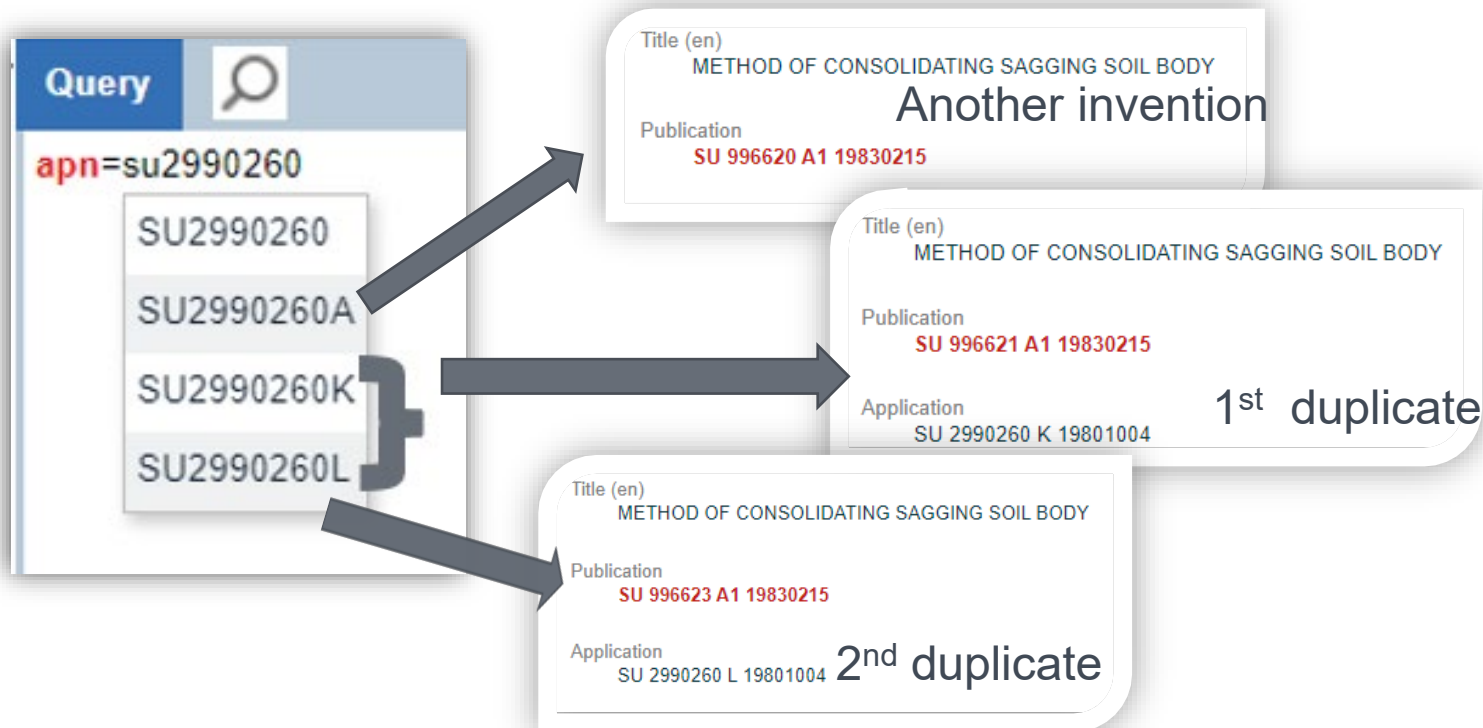 Query
apn=su2990260
SU2990260
SU2990260A
SU2990260K
SU2990260L
}
Title (en)
METHOD OF CONSOLIDATING SAGGING SOIL BODY
Another invention
Publication
SU 996620 A1 19830215
Title (en)
METHOD OF CONSOLIDATING SAGGING SOIL BODY
Publication
SU 996621 A1 19830215
Application
SU 2990260 K 19801004
1st duplicate
Title (en)
METHOD OF CONSOLIDATING SAGGING SOIL BODY
Publication
SU 996623 A1 19830215
Application
SU 2990260 L 19801004
2nd duplicate